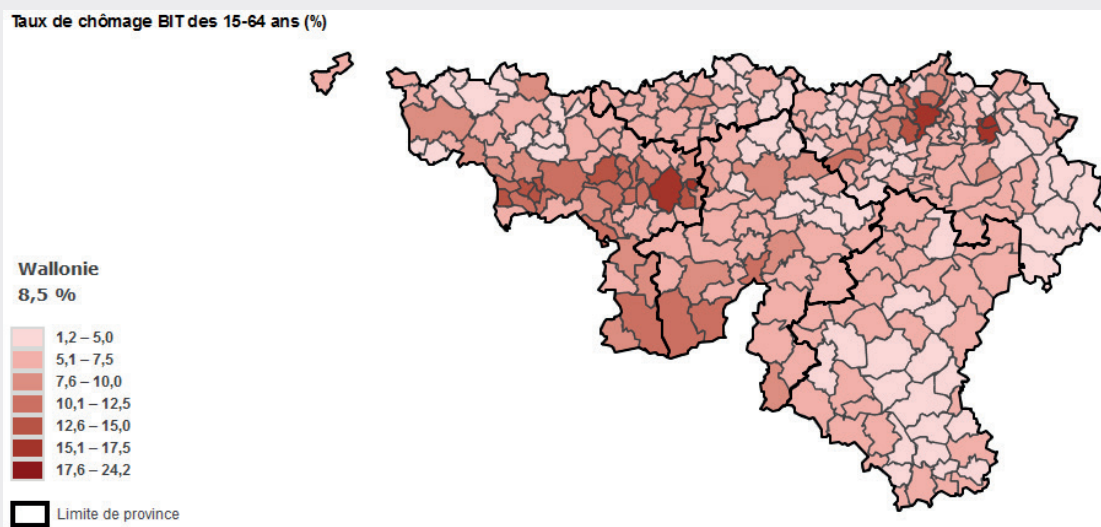 Taux de chômage BIT des 15-64 ans (%)
Wallonie
8,5 %
1,2 – 5,0
5,1 – 7,5
7,6 – 10,0
10,1 – 12,5
12,6 – 15,0
15,1 – 17,5
17,6 – 24,2
Limite de province